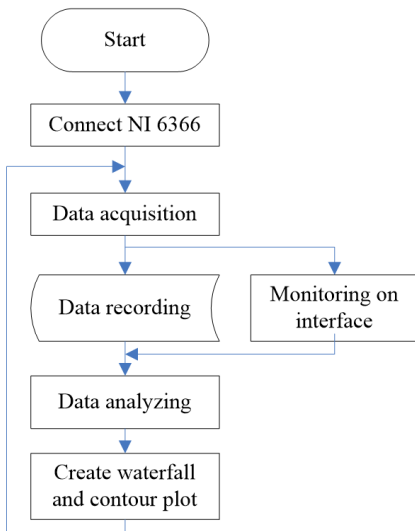 Start
Connect NI 6366
Data acquisition
Data recording
Monitoring on
interface
Data analyzing
Create waterfall
and contour plot